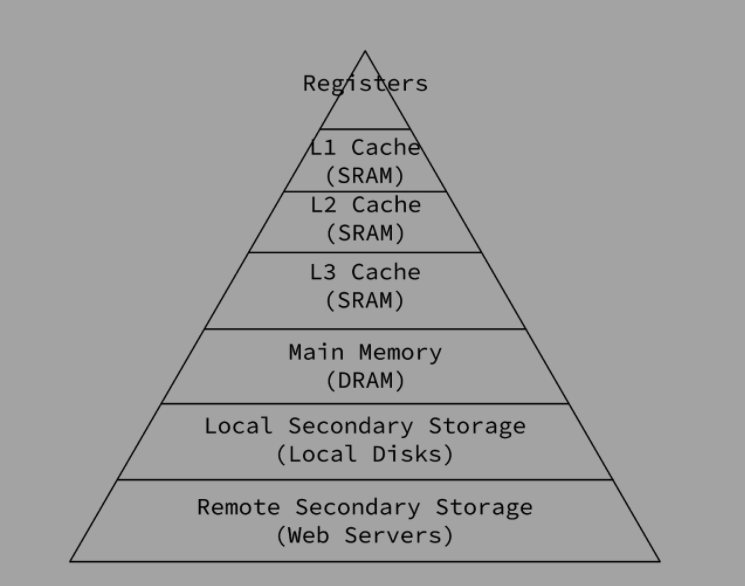 Registers
L1 Cache
(SRAM)
L2 Cache
(SRAM)
L3 Cache
(SRAM)
Main Memory
(DRAM)
Local Secondary Storage
(Local Disks)
Remote Secondary Storage
(Web Servers)